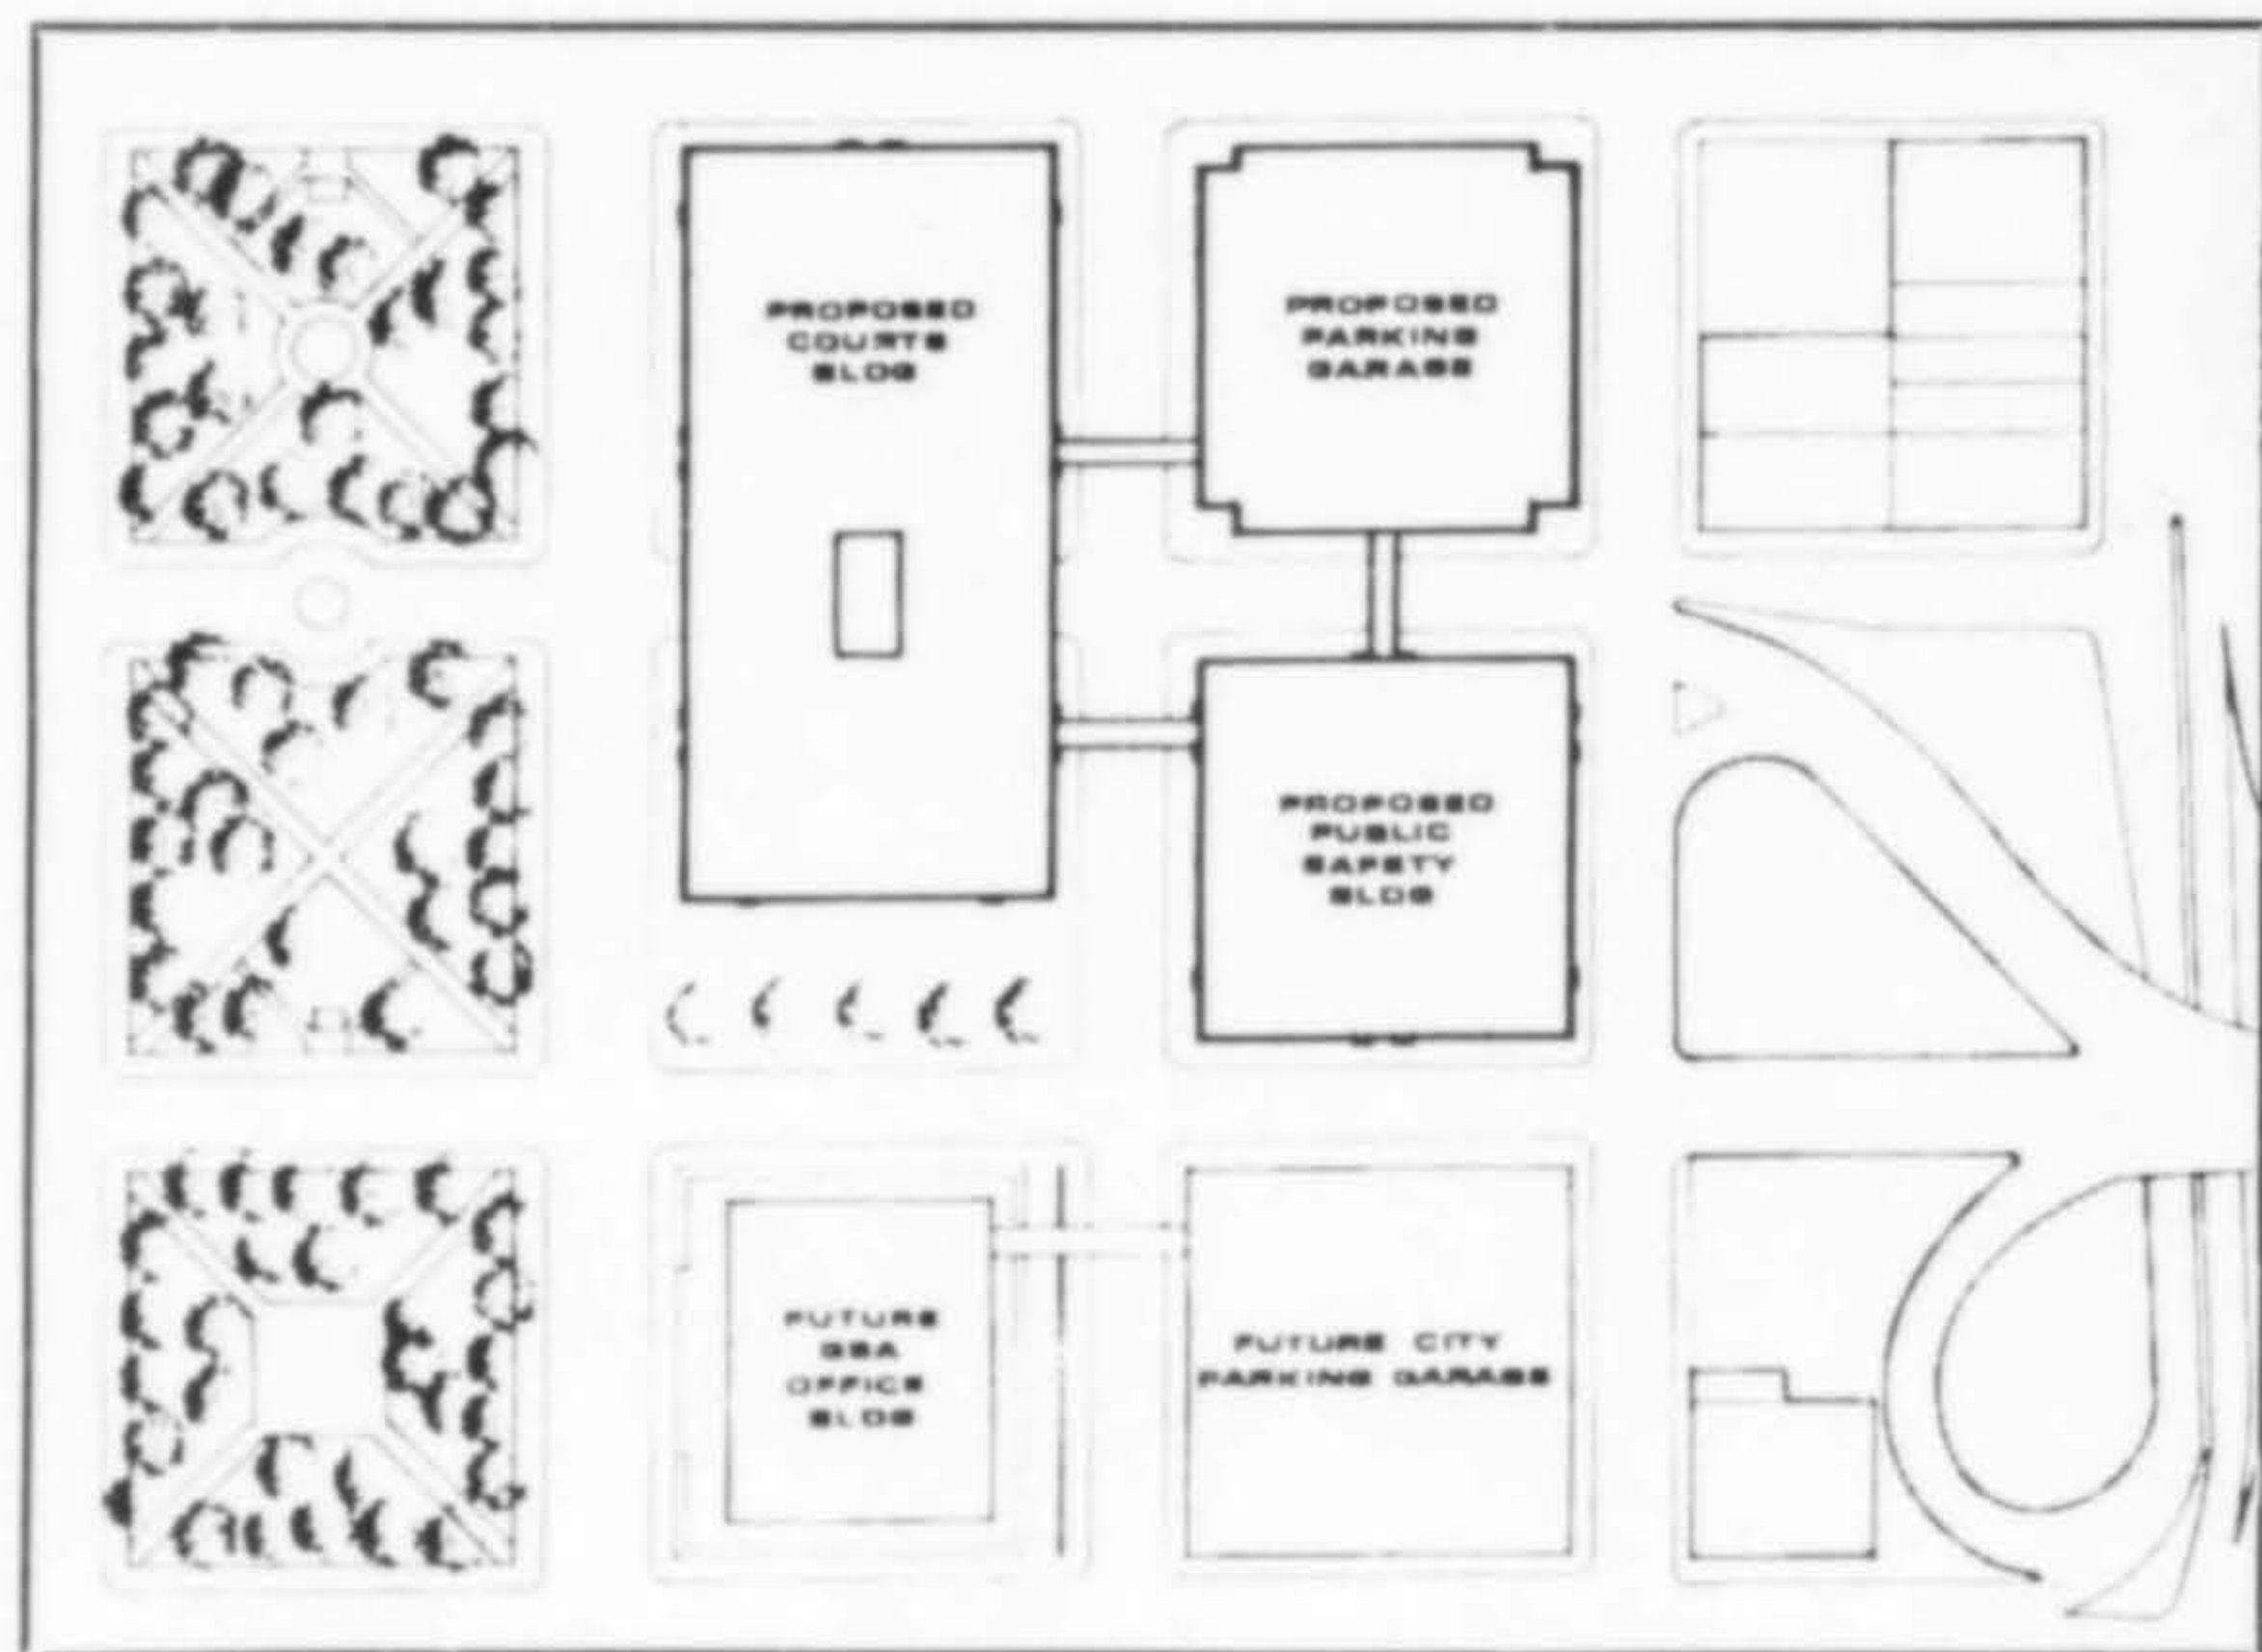 PROPOSED
COURTS
BLDG
PROPOSED
PARKING
GARAGE
PROPOSED
PUBLIC
SAFETY
BLDG
FUTURE
GSA
OFFICE
BLDG
FUTURE CITY
PARKING GARAGE